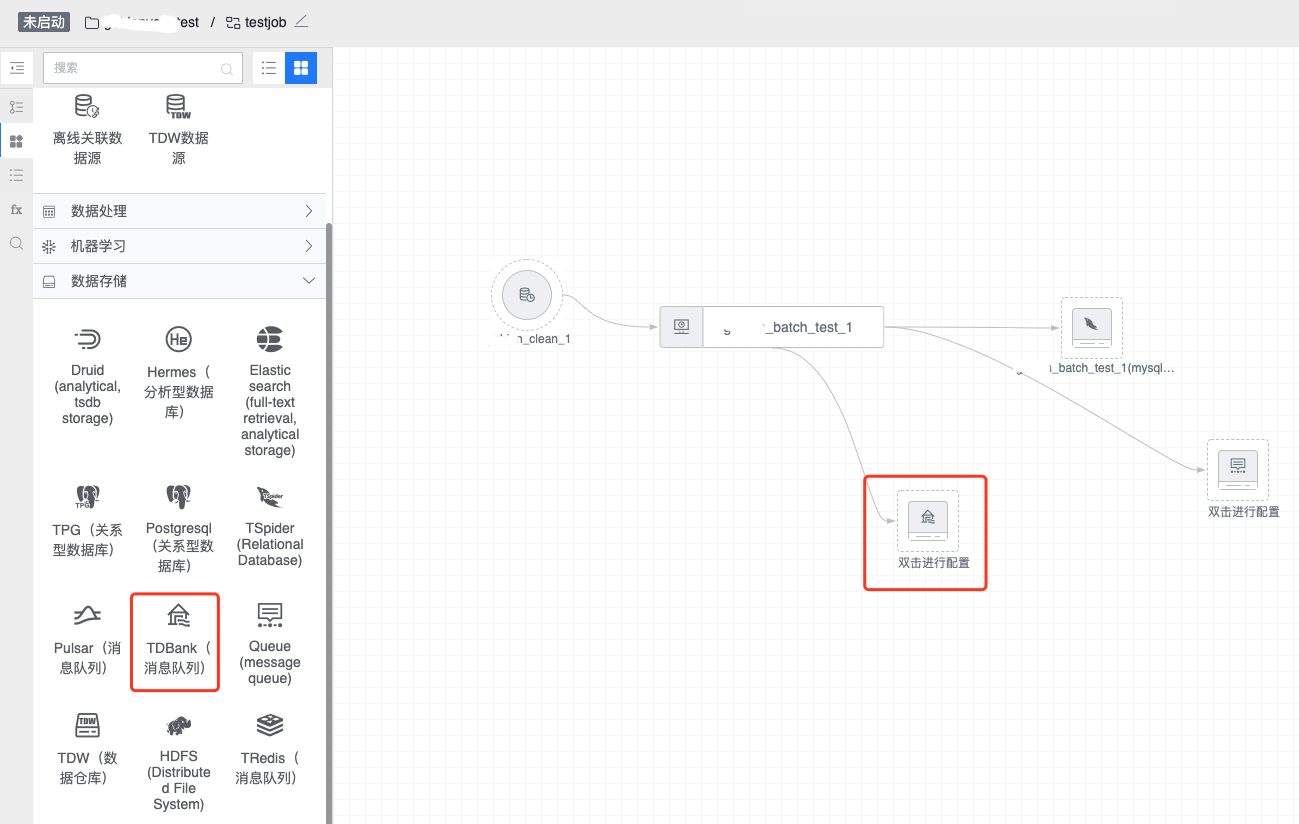 未启动
test / testjob
搜索
离线关联数
据源
TDW数据
源
数据处理
fx
机器学习
数据存储
Druid
(analytical,
tsdb
storage)
Hermes（
分析型数据
库）
Elastic
search
(full-text
retrieval,
analytical
storage)
TPG
TPG（关系
型数据库）
Postgresql
（关系型数
据库）
TSpider
TSpider
(Relational
Database)
Pulsar（消
息队列）
TDBank（
消息队列）
Queue
(message
queue)
TDW
TDW（数
据仓库）
HDFS
(Distribute
d File
System)
TRedis（
消息队列）
_clean_1
_batch_test_1
_batch_test_1(mysql...
双击进行配置
双击进行配置